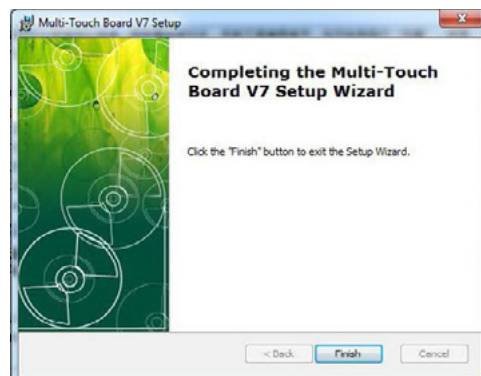 Multi-Touch Board V7 Setup
Completing the Multi-Touch
Board V7 Setup Wizard
Click the "Finish" button to exit the Setup Wizard.
< Back Finish Cancel